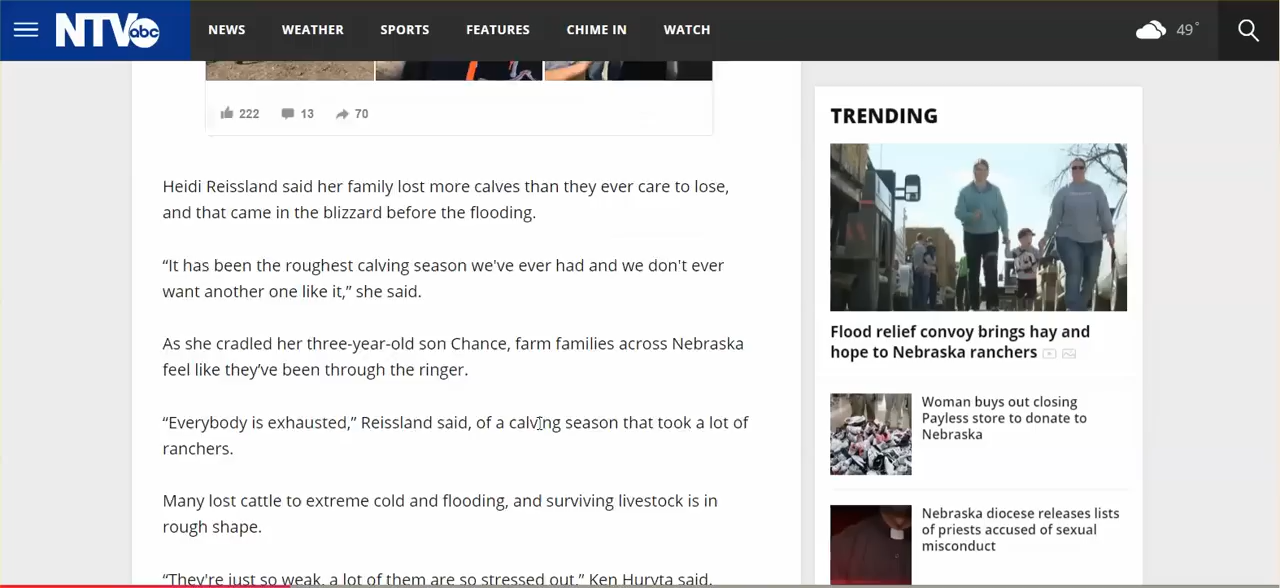 NTV abc
NEWS
WEATHER
SPORTS
FEATURES
CHIME IN
WATCH
49°
222
13
70
Heidi Reissland said her family lost more calves than they ever care to lose,
and that came in the blizzard before the flooding.
“It has been the roughest calving season we've ever had and we don't ever
want another one like it,” she said.
As she cradled her three-year-old son Chance, farm families across Nebraska
feel like they’ve been through the ringer.
“Everybody is exhausted,” Reissland said, of a calving season that took a lot of
ranchers.
Many lost cattle to extreme cold and flooding, and surviving livestock is in
rough shape.
“They're just so weak, a lot of them are so stressed out,” Ken Huryta said.
TRENDING
Flood relief convoy brings hay and
hope to Nebraska ranchers
Woman buys out closing
Payless store to donate to
Nebraska
Nebraska diocese releases lists
of priests accused of sexual
misconduct